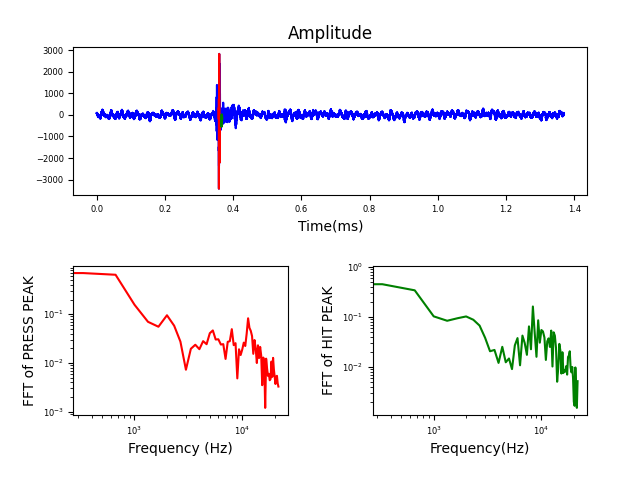 Amplitude
3000
2000
1000
0
−1000
−2000
−3000
0.0 0.2 0.4 0.6 0.8 1.0 1.2 1.4
Time(ms)
FFT of PRESS PEAK
10⁻¹
10⁻²
10⁻³
10³ 10⁴
Frequency (Hz)
FFT of HIT PEAK
10⁰
10⁻¹
10⁻²
10³ 10⁴
Frequency(Hz)